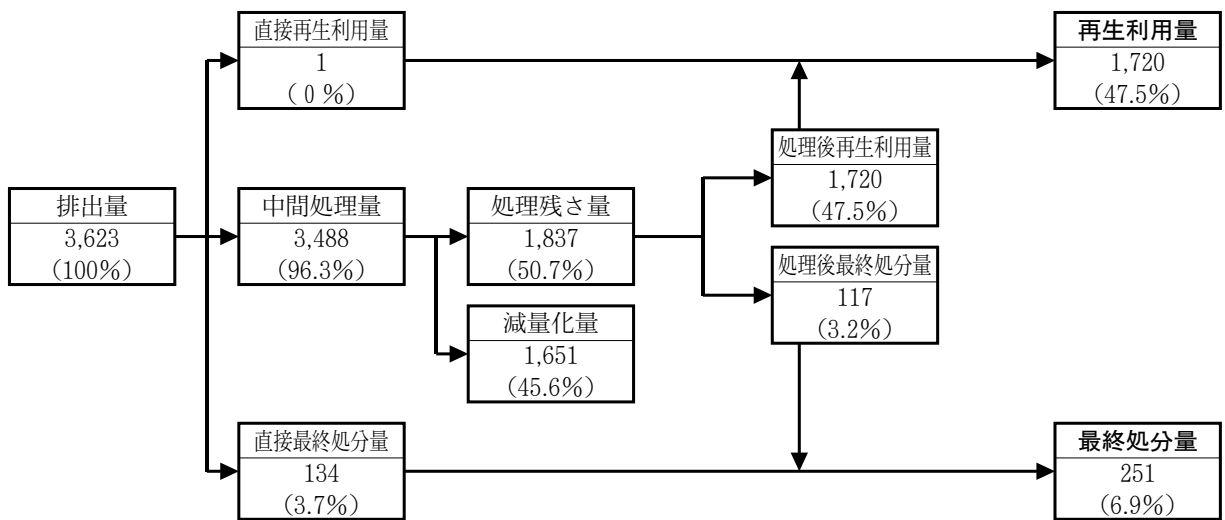 直接再生利用量
1
( 0 %)
再生利用量
1,720
(47.5%)
処理後再生利用量
1,720
(47.5%)
排出量
3,623
(100%)
中間処理量
3,488
(96.3%)
処理残さ量
1,837
(50.7%)
処理後最終処分量
117
(3.2%)
減量化量
1,651
(45.6%)
直接最終処分量
134
(3.7%)
最終処分量
251
(6.9%)